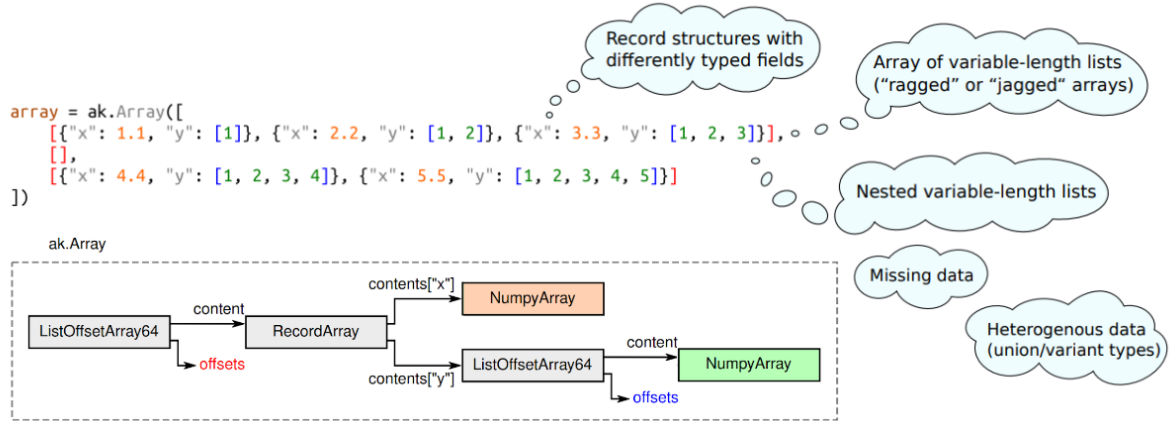 Record structures with
differently typed fields
Array of variable-length lists
(“ragged” or “jagged“ arrays)
array = ak.Array([
    [{"x": 1.1, "y": [1]}, {"x": 2.2, "y": [1, 2]}, {"x": 3.3, "y": [1, 2, 3]}],
    [],
    [{"x": 4.4, "y": [1, 2, 3, 4]}, {"x": 5.5, "y": [1, 2, 3, 4, 5]}]
])
Nested variable-length lists
ak.Array
Missing data
Heterogenous data
(union/variant types)
ListOffsetArray64
content
offsets
RecordArray
contents["x"]
NumpyArray
contents["y"]
ListOffsetArray64
content
offsets
NumpyArray